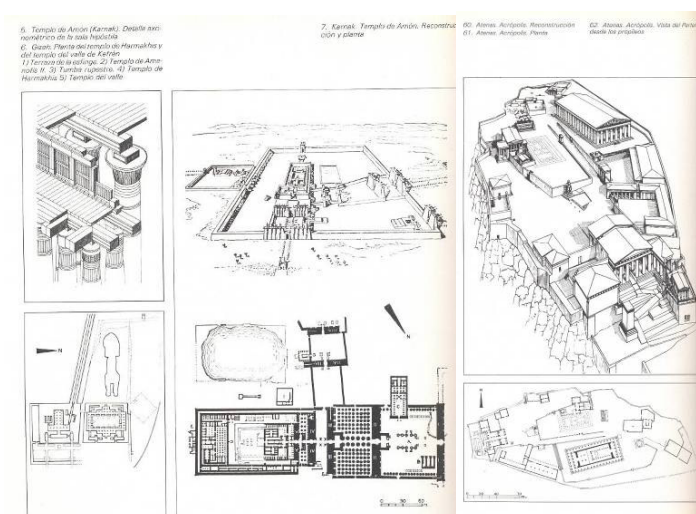 5. Templo de Amón (Karnak). Detalle axo-
nométrico de la sala hipóstila
6. Gizeh. Planta del templo de Harmakhis y
del templo del valle de Kefrén
1) Terraza de la esfinge. 2) Templo de Ame-
nofis II. 3) Tumba rupestre. 4) Templo de
Harmakhis 5) Templo del valle
7. Karnak. Templo de Amón. Reconstruc
ción y planta
60. Atenas. Acrópolis. Reconstrucción
61. Atenas. Acrópolis. Planta
62. Atenas. Acrópolis. Vista del Parte
desde los propíleos
N
N